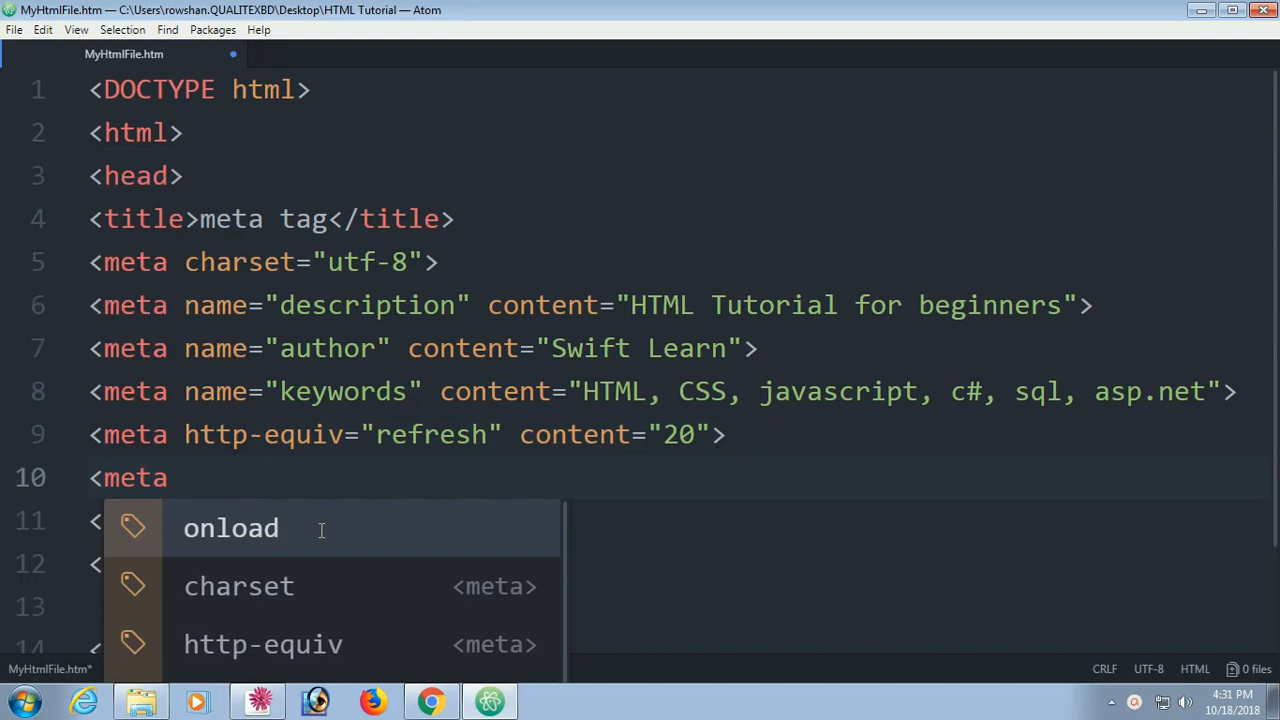 MyHtmlFile.htm — C:\Users\rowshan.QUALITEXBD\Desktop\HTML Tutorial — Atom
File Edit View Selection Find Packages Help
MyHtmlFile.htm
1 <DOCTYPE html>
2 <html>
3 <head>
4 <title>meta tag</title>
5 <meta charset="utf-8">
6 <meta name="description" content="HTML Tutorial for beginners">
7 <meta name="author" content="Swift Learn">
8 <meta name="keywords" content="HTML, CSS, javascript, c#, sql, asp.net">
9 <meta http-equiv="refresh" content="20">
10 <meta
11 <
onload
12 <
charset <meta>
13
http-equiv <meta>
14 <
MyHtmlFile.htm* CRLF UTF-8 HTML 0 files
4:31 PM
10/18/2018